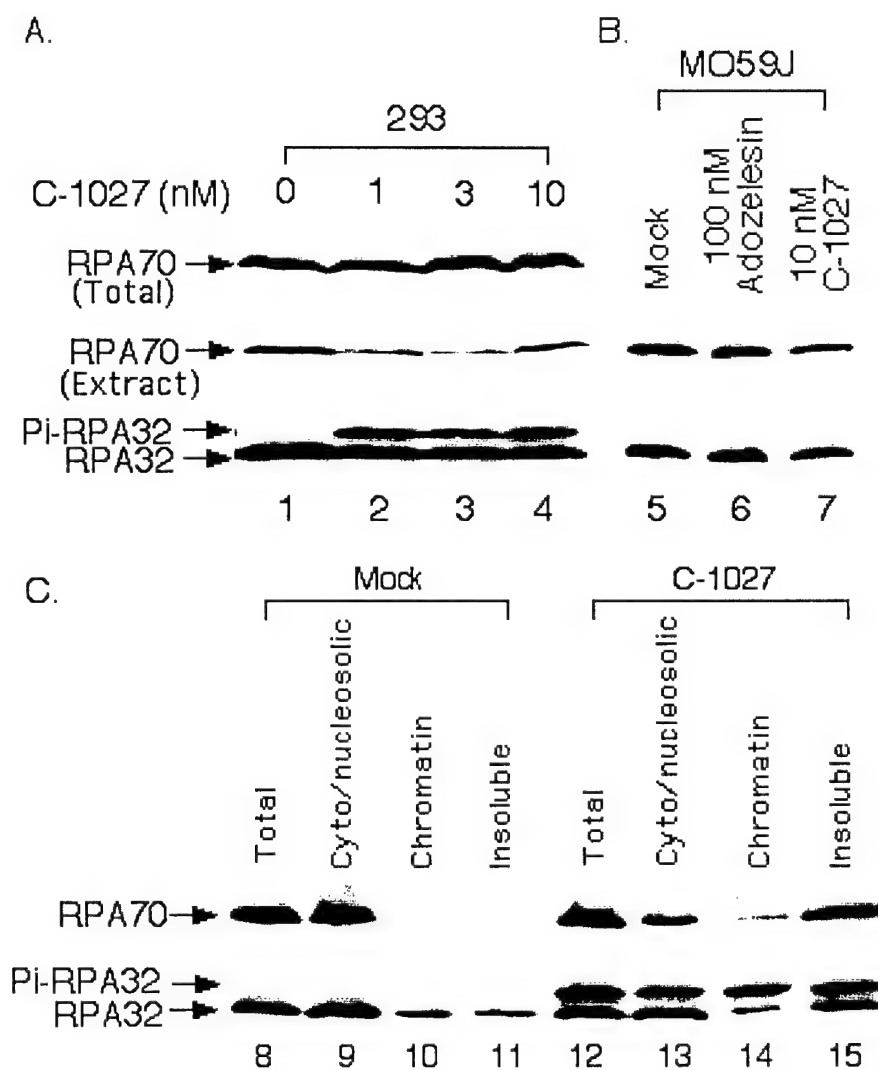 A.
293
C-1027 (nM) 0 1 3 10
RPA70
(Total)
RPA70
(Extract)
Pi-RPA32
RPA32
1 2 3 4
B.
MO59J
Mock
100 nM
Adozelesin
10 nM
C-1027
5 6 7
C.
Mock
C-1027
Total
Cyto/nucleosolic
Chromatin
Insoluble
Total
Cyto/nucleosolic
Chromatin
Insoluble
RPA70
Pi-RPA32
RPA32
8 9 10 11 12 13 14 15